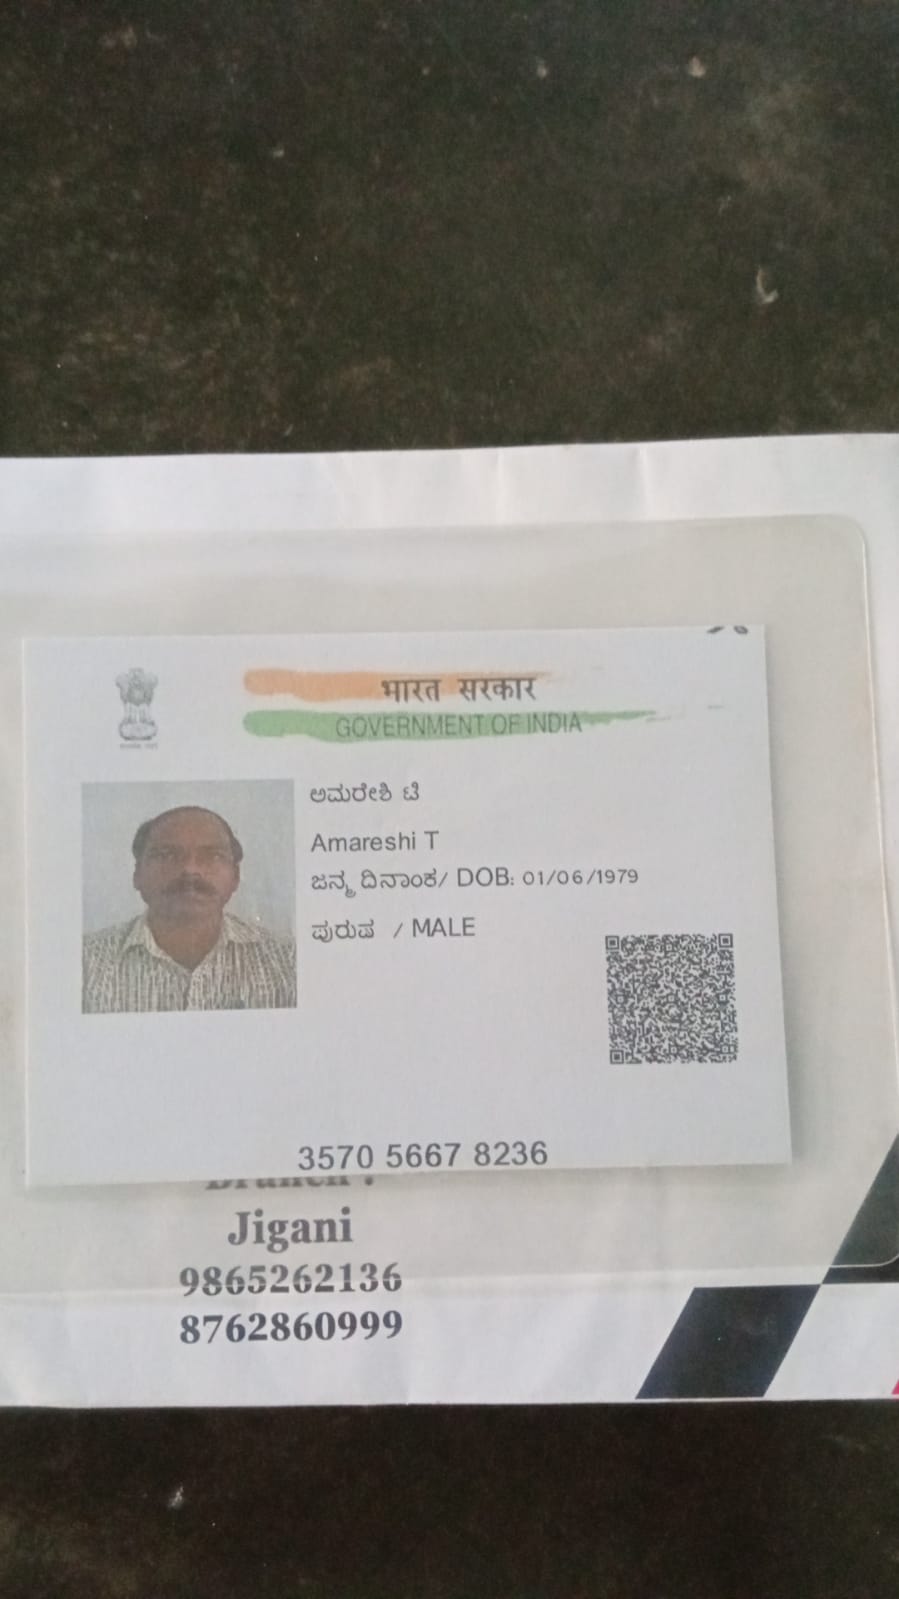 भारत सरकार
GOVERNMENT OF INDIA
ಅಮರೇಶಿ ಟಿ
Amareshi T
ಜನ್ಮ ದಿನಾಂಕ/ DOB: 01/06/1979
ಪುರುಷ / MALE
3570 5667 8236
Jigani
9865262136
8762860999